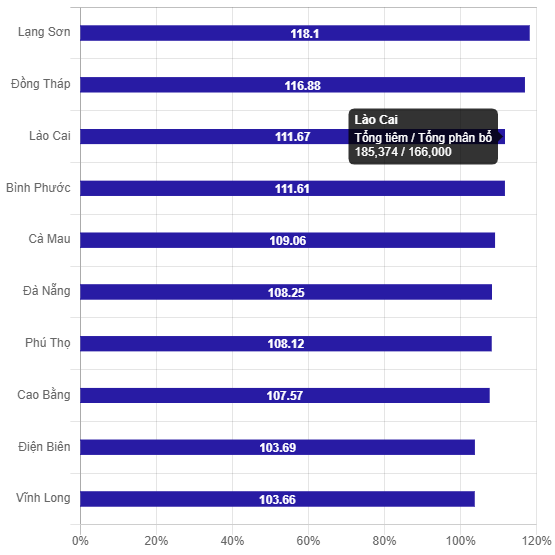 Lạng Sơn
118.1
Đồng Tháp
116.88
Lào Cai
111.67
Lào Cai
Tổng tiêm / Tổng phân bổ
185,374 / 166,000
Bình Phước
111.61
Cà Mau
109.06
Đà Nẵng
108.25
Phú Thọ
108.12
Cao Bằng
107.57
Điện Biên
103.69
Vĩnh Long
103.66
0% 20% 40% 60% 80% 100% 120%